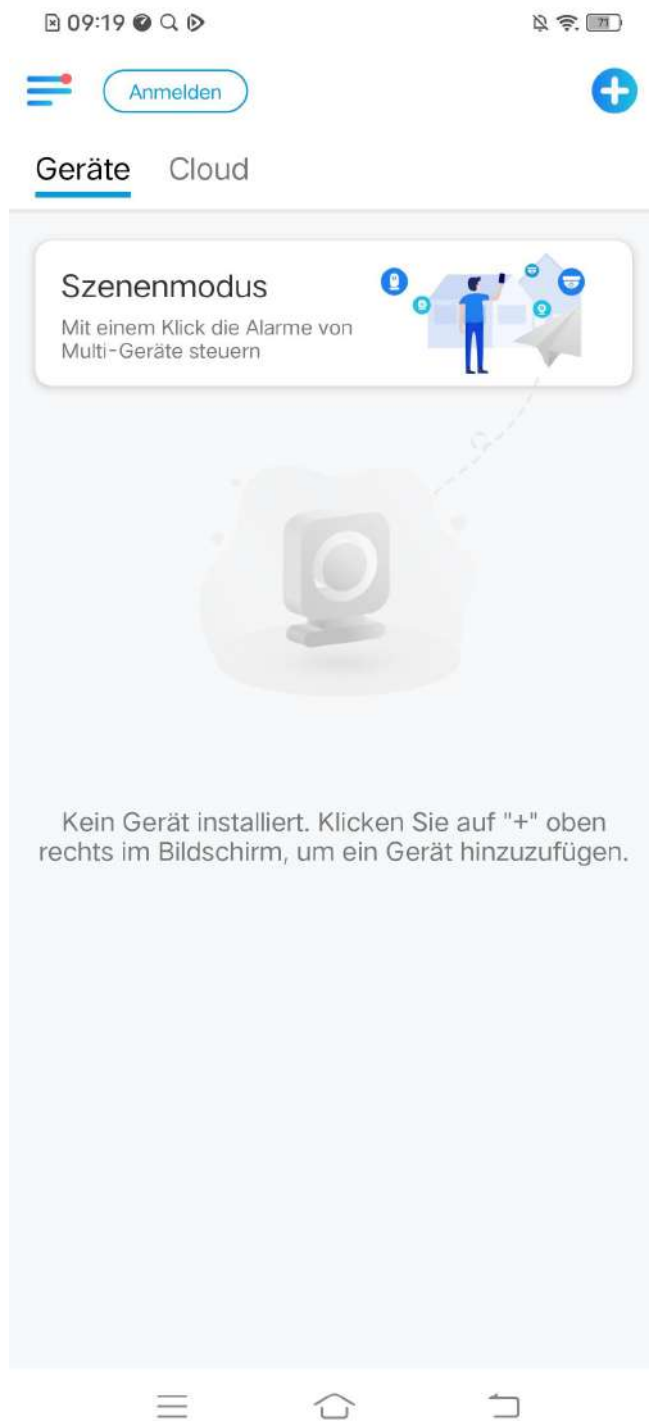 09:19
71
Anmelden
Geräte Cloud
Szenenmodus
Mit einem Klick die Alarme von
Multi-Geräte steuern
Kein Gerät installiert. Klicken Sie auf "+" oben
rechts im Bildschirm, um ein Gerät hinzuzufügen.